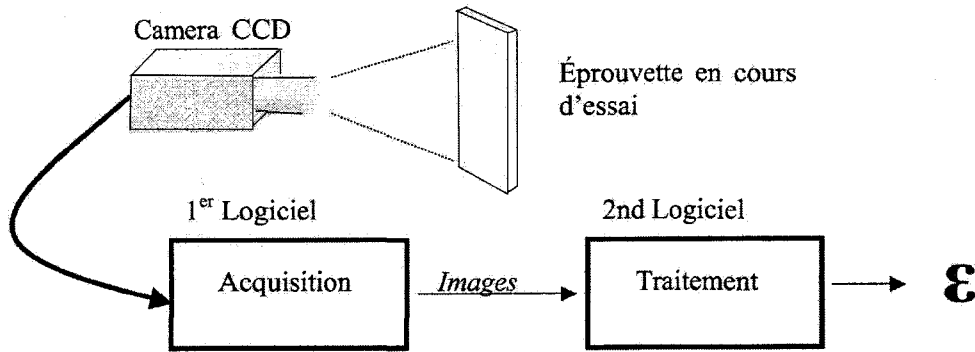 Camera CCD
Éprouvette en cours
d’essai
1er Logiciel
2nd Logiciel
Acquisition
Images
Traitement
ε